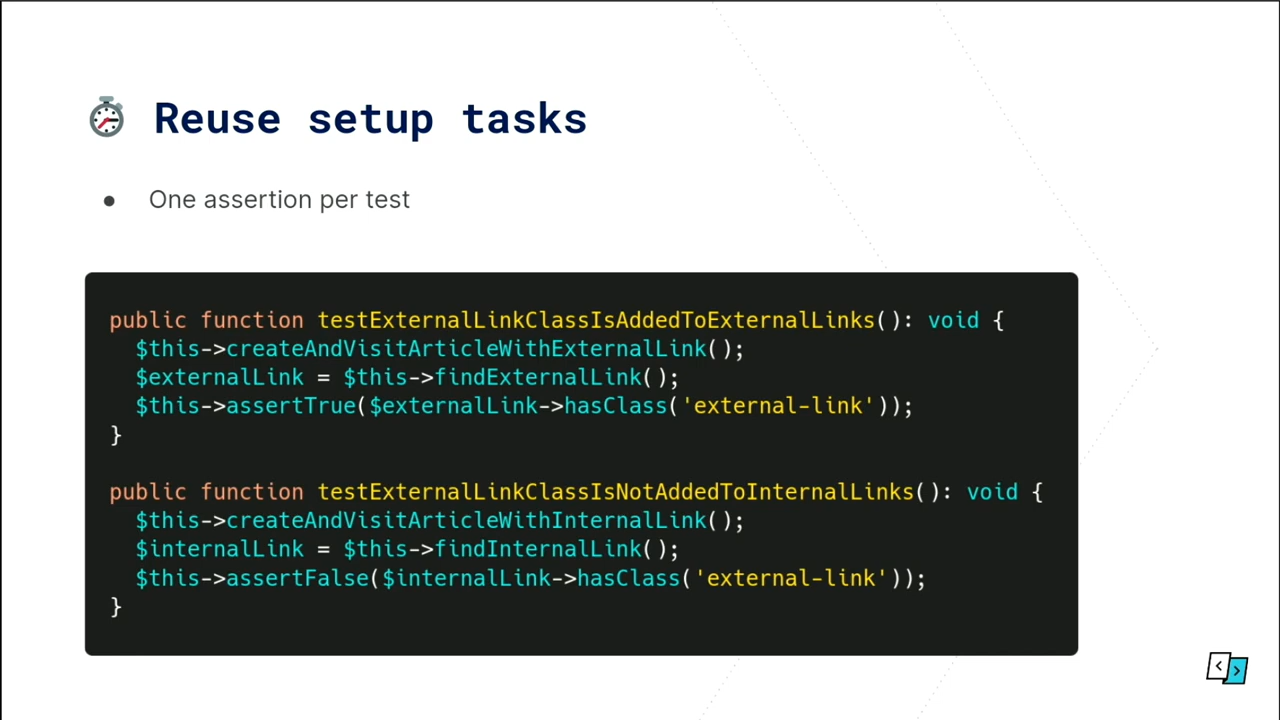 Reuse setup tasks
● One assertion per test
public function testExternalLinkClassIsAddedToExternalLinks(): void {
  $this->createAndVisitArticleWithExternalLink();
  $externalLink = $this->findExternalLink();
  $this->assertTrue($externalLink->hasClass('external-link'));
}
public function testExternalLinkClassIsNotAddedToInternalLinks(): void {
  $this->createAndVisitArticleWithInternalLink();
  $internalLink = $this->findInternalLink();
  $this->assertFalse($internalLink->hasClass('external-link'));
}